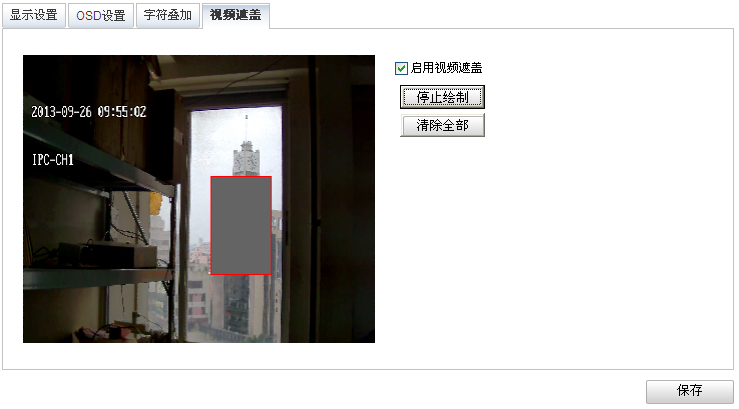 显示设置 OSD设置 字符叠加 视频遮盖
启用视频遮盖
停止绘制
2013-09-26 09:55:02
清除全部
IPC-CH1
保存